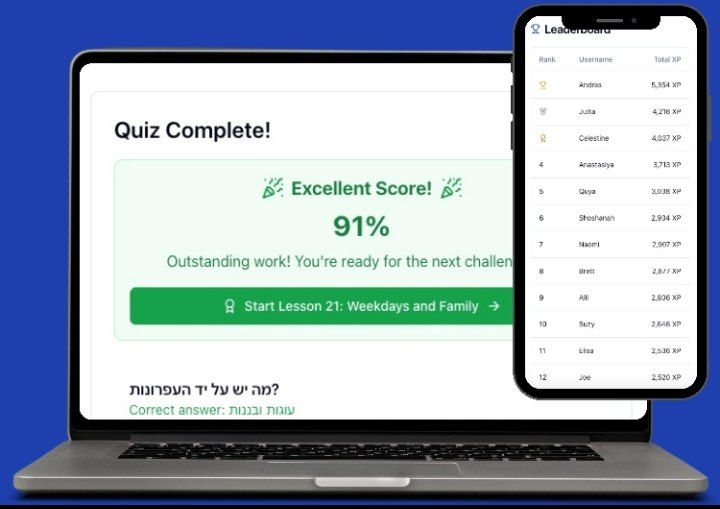 Quiz Complete!
Excellent Score!
91%
Outstanding work! You're ready for the next challen
Start Lesson 21: Weekdays and Family →
מה יש על יד העפרונות?
Correct answer: עוגות ובננות
Leaderboard
Rank Username Total XP
Andres 5,354 XP
Jutta 4,216 XP
Celestine 4,037 XP
4 Anastasiya 3,713 XP
5 Quya 3,038 XP
6 Shoshanah 2,934 XP
7 Naomi 2,907 XP
8 Brett 2,877 XP
9 Alli 2,806 XP
10 Suzy 2,646 XP
11 Elisa 2,536 XP
12 Joe 2,520 XP